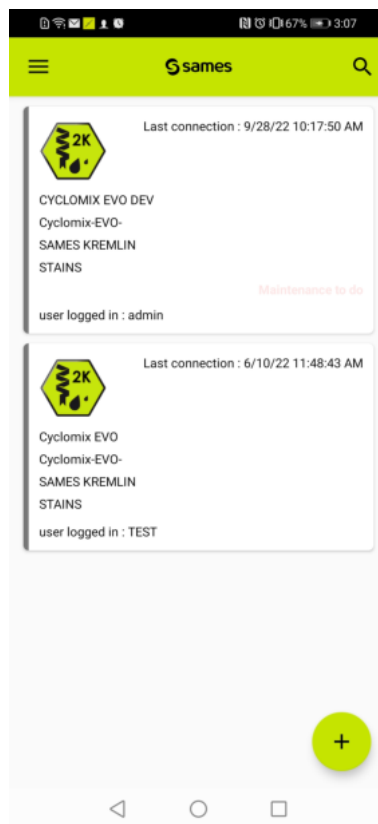 67% 3:07
sames
2K
Last connection : 9/28/22 10:17:50 AM
CYCLOMIX EVO DEV
Cyclomix-EVO-
SAMES KREMLIN
STAINS
Maintenance to do
user logged in : admin
2K
Last connection : 6/10/22 11:48:43 AM
Cyclomix EVO
Cyclomix-EVO-
SAMES KREMLIN
STAINS
user logged in : TEST
+